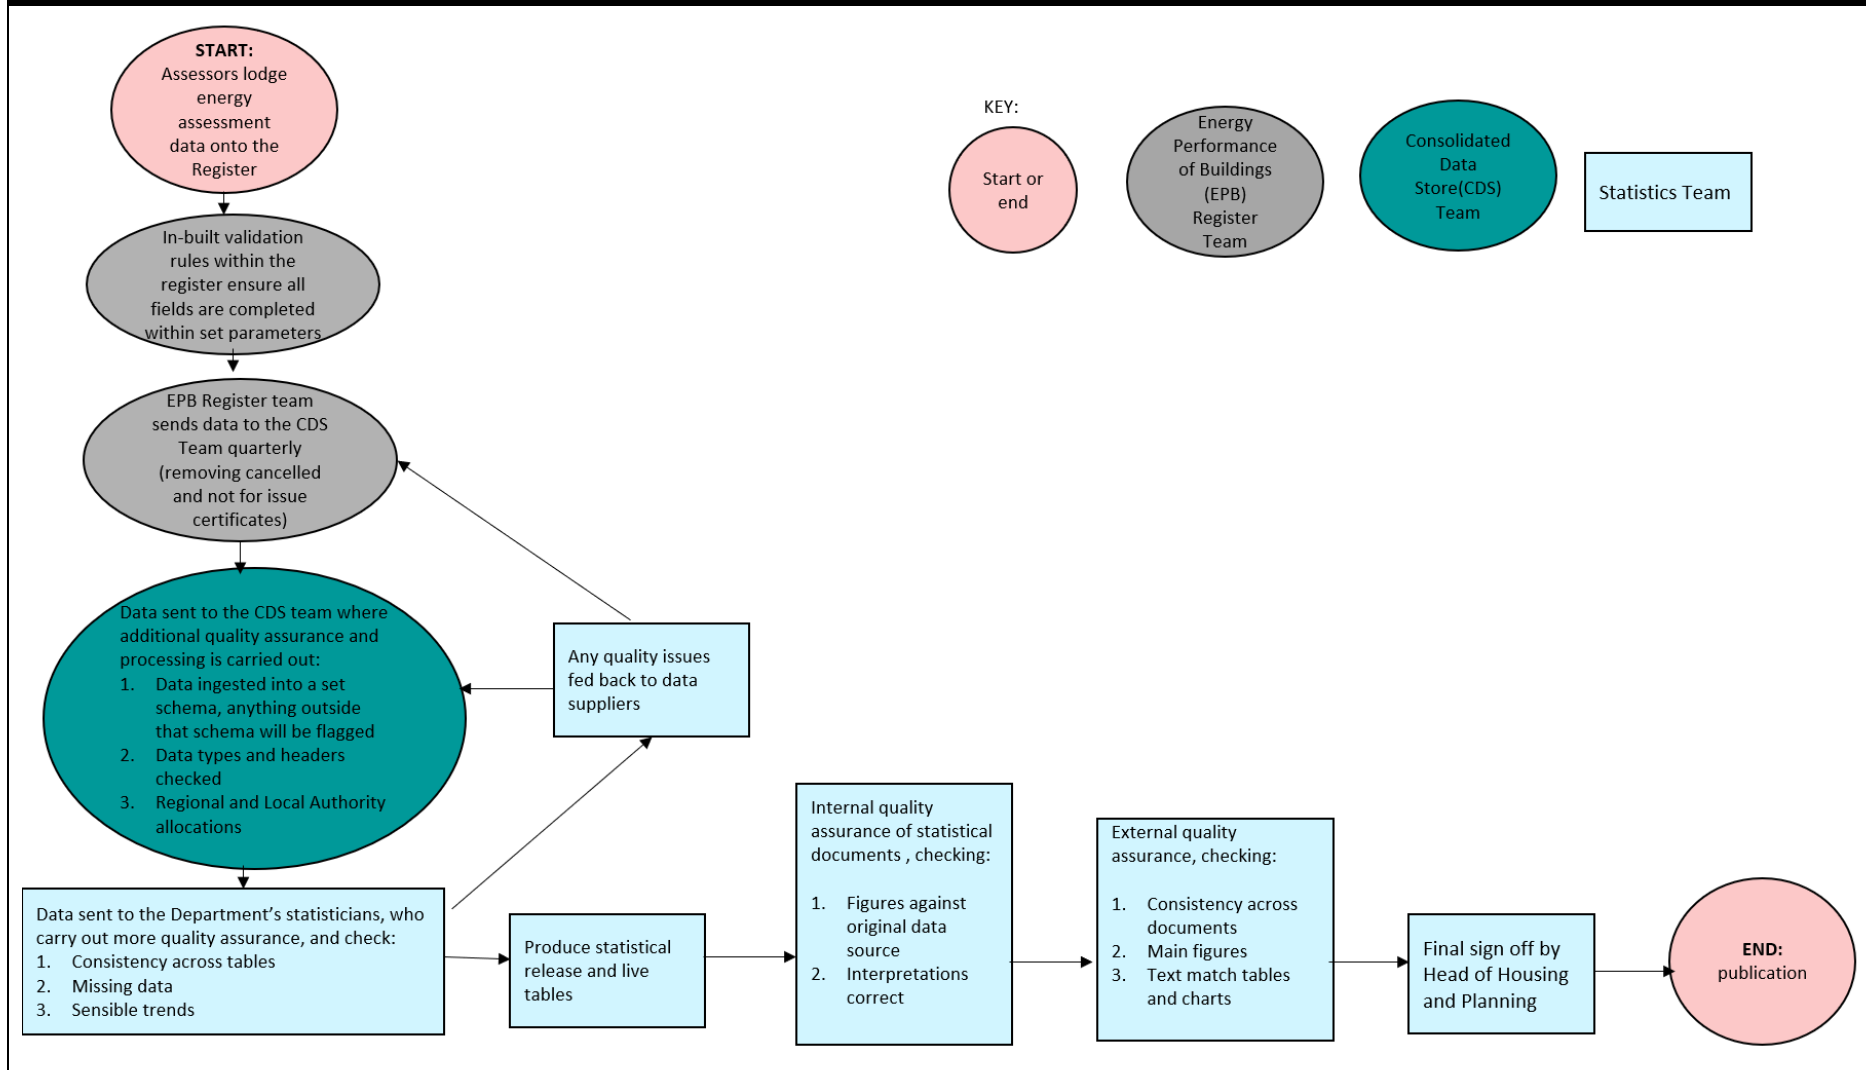 START:
Assessors lodge
energy
assessment
data onto the
Register
In-built validation
rules within the
register ensure all
fields are completed
within set parameters
EPB Register team
sends data to the CDS
Team quarterly
(removing cancelled
and not for issue
certificates)
Data sent to the CDS team where
additional quality assurance and
processing is carried out:
1. Data ingested into a set
schema, anything outside
that schema will be flagged
2. Data types and headers
checked
3. Regional and Local Authority
allocations
Data sent to the Department’s statisticians, who
carry out more quality assurance, and check:
1. Consistency across tables
2. Missing data
3. Sensible trends
Any quality issues
fed back to data
suppliers
Produce statistical
release and live
tables
Internal quality
assurance of statistical
documents , checking:
1. Figures against
original data
source
2. Interpretations
correct
External quality
assurance, checking:
1. Consistency across
documents
2. Main figures
3. Text match tables
and charts
Final sign off by
Head of Housing
and Planning
END:
publication
KEY:
Start or
end
Energy
Performance
of Buildings
(EPB)
Register
Team
Consolidated
Data
Store(CDS)
Team
Statistics Team